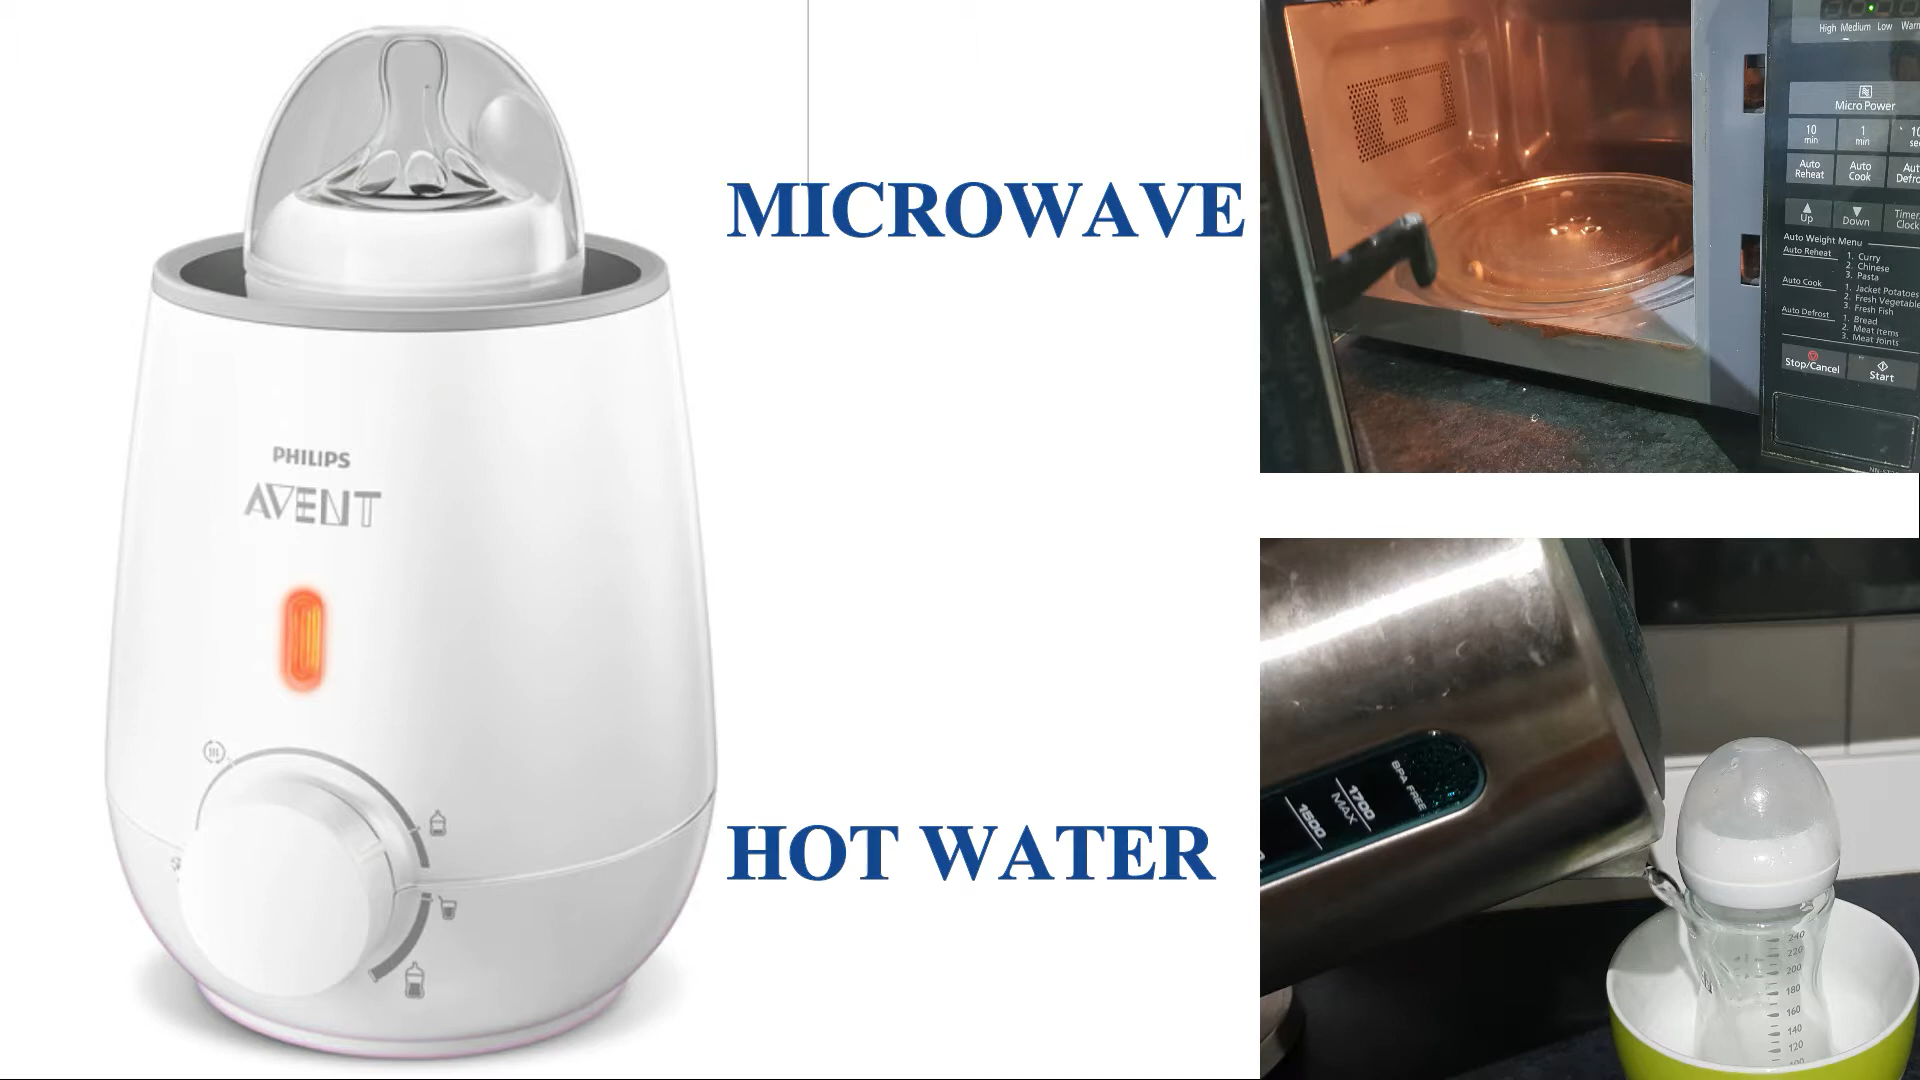 PHILIPS
AVENT
MICROWAVE
HOT WATER
High Medium Low
Micro Power
10 min
1 min
Auto Reheat
Auto Cook
Up
Down
Auto Weight Menu
Auto Reheat
1. Curry
2. Chinese
3. Pasta
Auto Cook
1. Jacket Potatoes
2. Fresh Vegetable
3. Fresh Fish
Auto Defrost
1. Bread
2. Meat Items
3. Meat Joints
Stop/Cancel
Start
BPA FREE
1700
MAX
1500
240
220
200
180
160
140
120